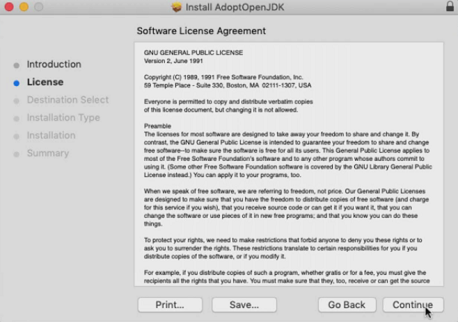 Install AdoptOpenJDK
Software License Agreement
Introduction
License
Destination Select
Installation Type
Installation
Summary
GNU GENERAL PUBLIC LICENSE
Version 2, June 1991
Copyright (C) 1989, 1991 Free Software Foundation, Inc.
59 Temple Place - Suite 330, Boston, MA  02111-1307, USA
Everyone is permitted to copy and distribute verbatim copies
of this license document, but changing it is not allowed.
Preamble
The licenses for most software are designed to take away your freedom to share and change it. By
contrast, the GNU General Public License is intended to guarantee your freedom to share and change
free software--to make sure the software is free for all its users. This General Public License applies to
most of the Free Software Foundation's software and to any other program whose authors commit to
using it. (Some other Free Software Foundation software is covered by the GNU Library General Public
License instead.) You can apply it to your programs, too.
When we speak of free software, we are referring to freedom, not price. Our General Public Licenses
are designed to make sure that you have the freedom to distribute copies of free software (and charge
for this service if you wish), that you receive source code or can get it if you want it, that you can
change the software or use pieces of it in new free programs; and that you know you can do these
things.
To protect your rights, we need to make restrictions that forbid anyone to deny you these rights or to
ask you to surrender the rights. These restrictions translate to certain responsibilities for you if you
distribute copies of the software, or if you modify it.
For example, if you distribute copies of such a program, whether gratis or for a fee, you must give the
recipients all the rights that you have. You must make sure that they, too, receive or can get the source
Print...
Save...
Go Back
Continue